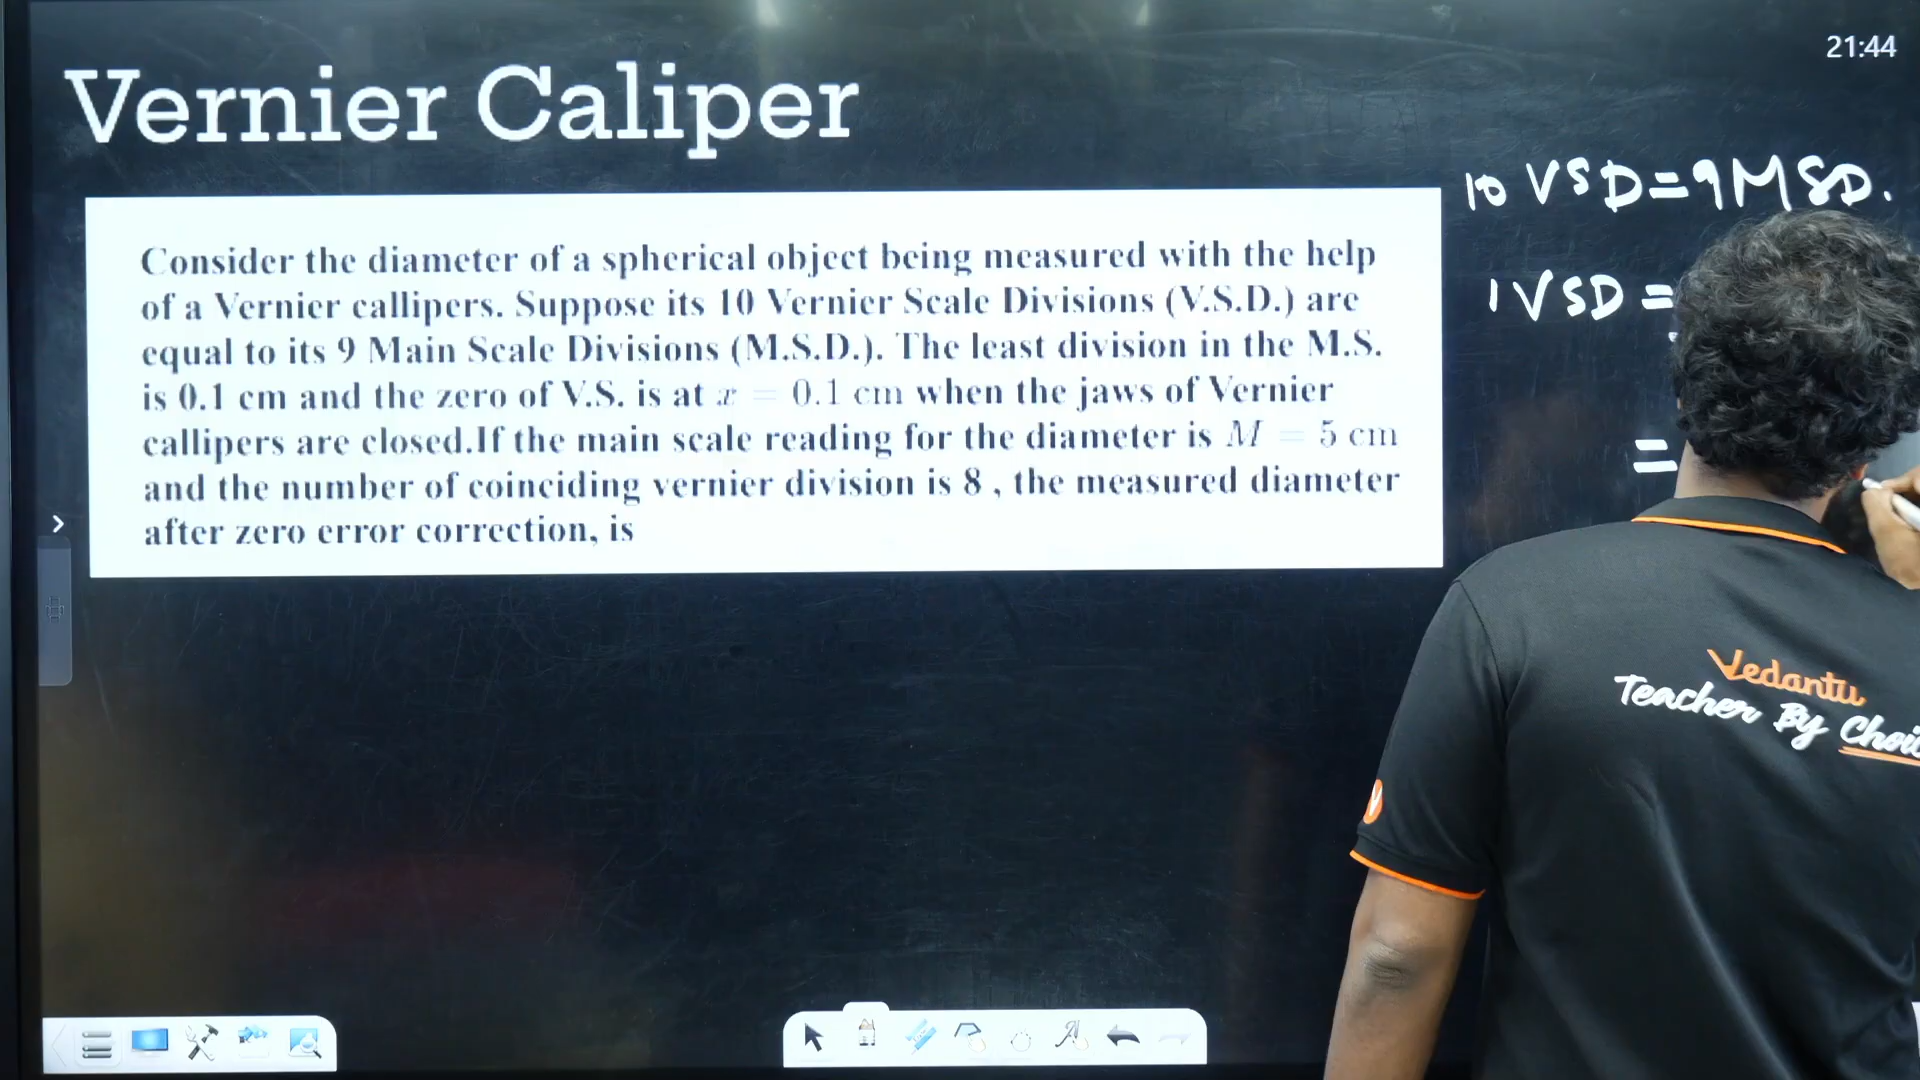 21:44
Vernier Caliper
Consider the diameter of a spherical object being measured with the help
of a Vernier callipers. Suppose its 10 Vernier Scale Divisions (V.S.D.) are
equal to its 9 Main Scale Divisions (M.S.D.). The least division in the M.S.
is 0.1 cm and the zero of V.S. is at x = 0.1 cm when the jaws of Vernier
callipers are closed.If the main scale reading for the diameter is M = 5 cm
and the number of coinciding vernier division is 8 , the measured diameter
after zero error correction, is
10 VSD=9MSD.
1 VSD =
=
Vedantu
Teacher By